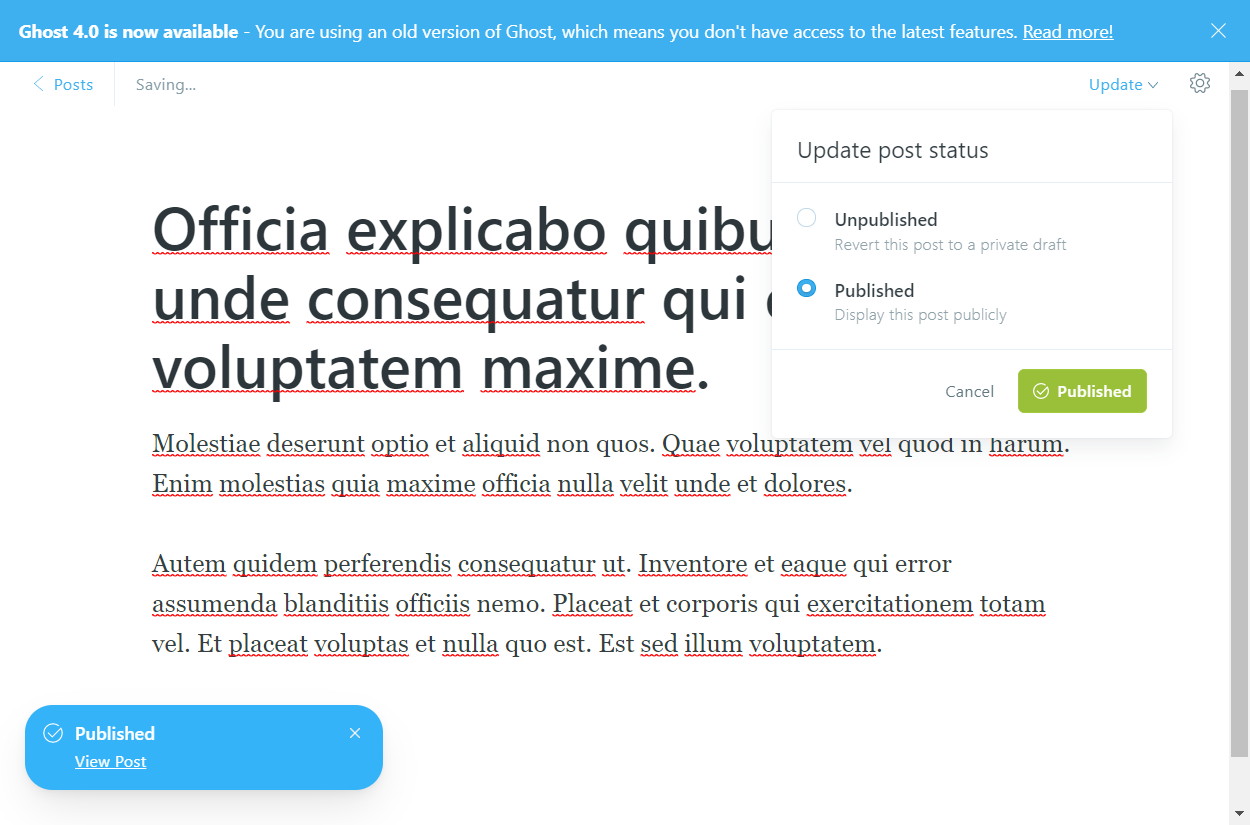 Ghost 4.0 is now available - You are using an old version of Ghost, which means you don't have access to the latest features. Read more!
Posts
Saving...
Update
Update post status
Unpublished
Revert this post to a private draft
Published
Display this post publicly
Cancel
Published
Officia explicabo
unde consequatur qui
voluptatem maxime.
Molestiae deserunt optio et aliquid non quos. Quae voluptatem vel quod in harum.
Enim molestias quia maxime officia nulla velit unde et dolores.
Autem quidem perferendis consequatur ut. Inventore et eaque qui error
assumenda blanditiis officiis nemo. Placeat et corporis qui exercitationem totam
vel. Et placeat voluptas et nulla quo est. Est sed illum voluptatem.
Published
View Post